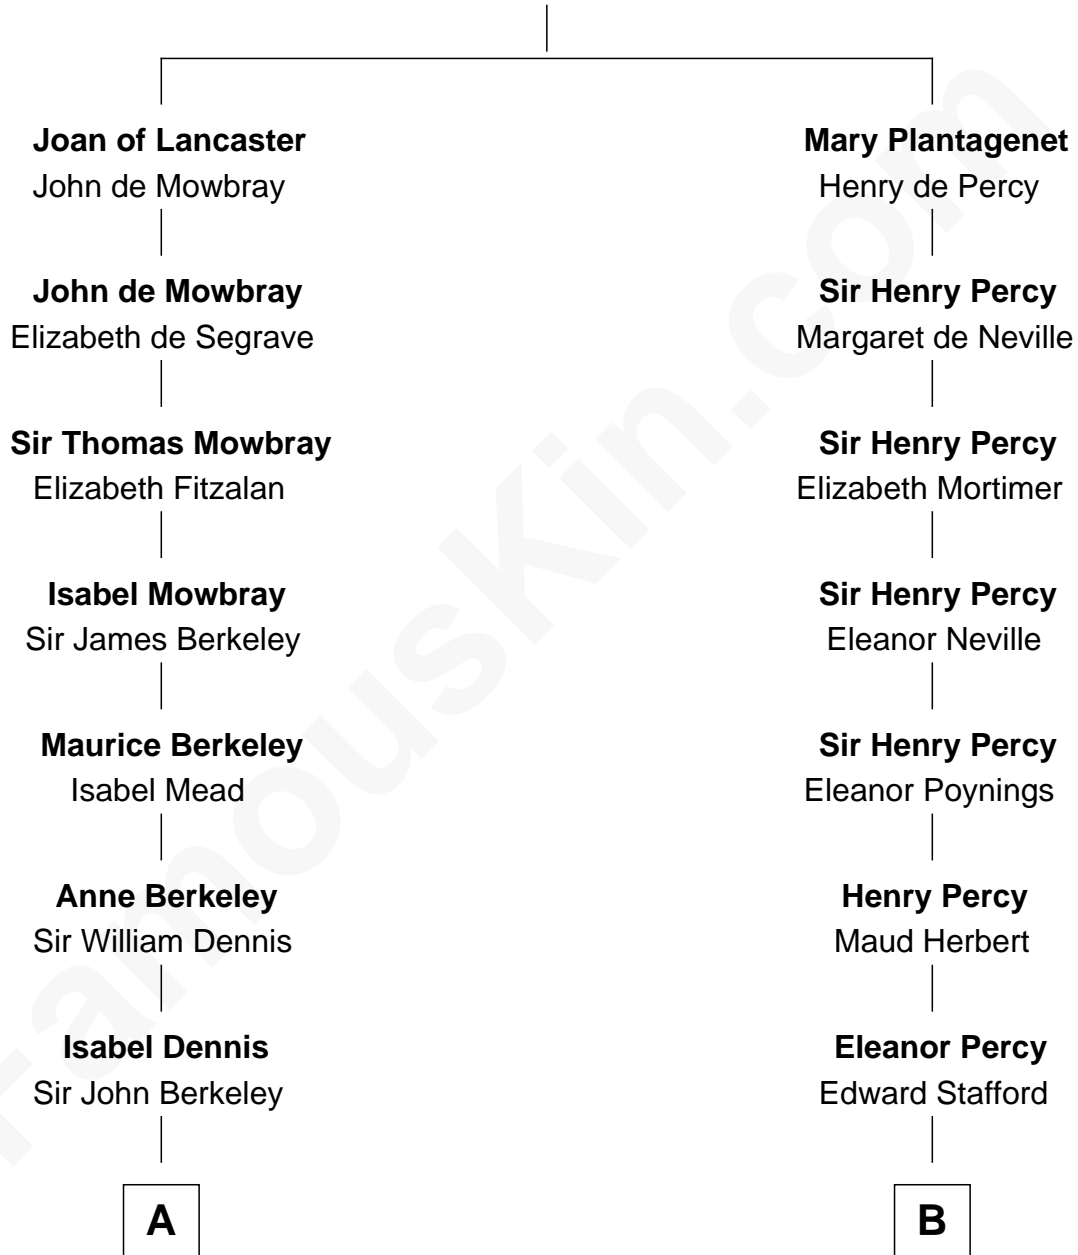 Joan of Lancaster
John de Mowbray
John de Mowbray
Elizabeth de Segrave
Sir Thomas Mowbray
Elizabeth Fitzalan
Isabel Mowbray
Sir James Berkeley
Maurice Berkeley
Isabel Mead
Anne Berkeley
Sir William Dennis
Isabel Dennis
Sir John Berkeley
A
Mary Plantagenet
Henry de Percy
Sir Henry Percy
Margaret de Neville
Sir Henry Percy
Elizabeth Mortimer
Sir Henry Percy
Eleanor Neville
Sir Henry Percy
Eleanor Poynings
Henry Percy
Maud Herbert
Eleanor Percy
Edward Stafford
B
FamousKin.com